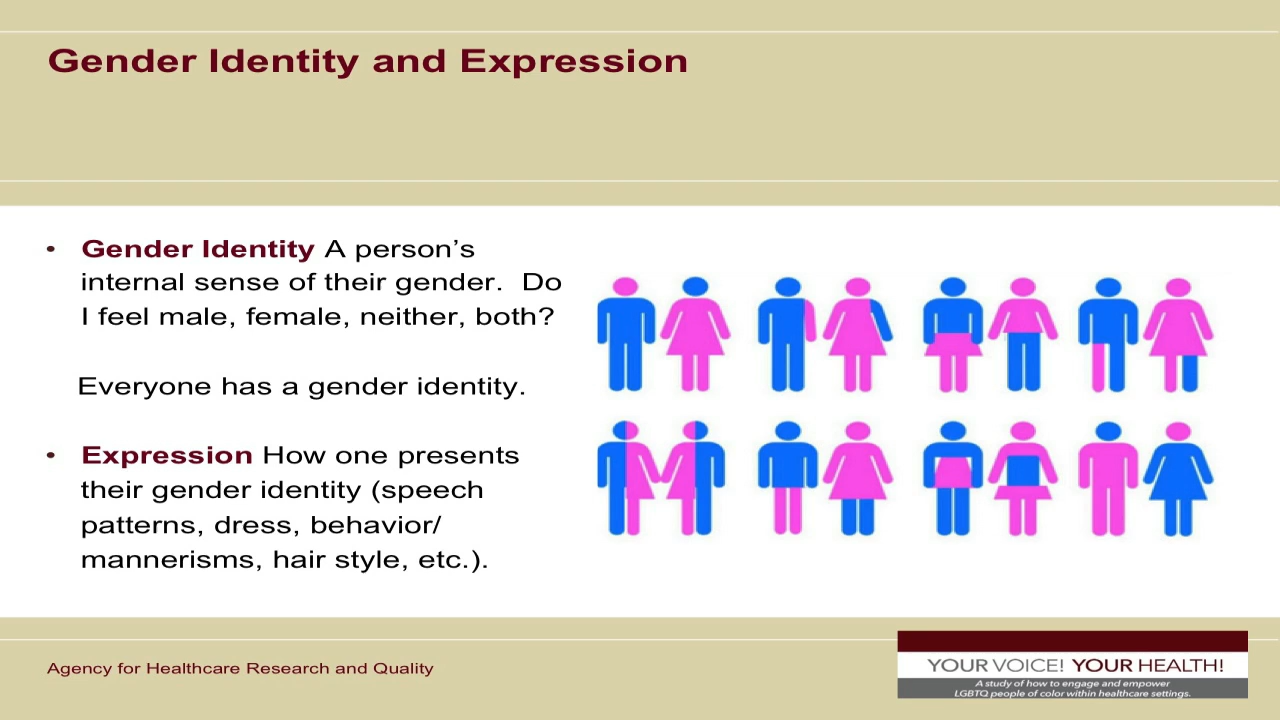 Gender Identity and Expression
• Gender Identity A person’s
internal sense of their gender.  Do
I feel male, female, neither, both?
Everyone has a gender identity.
• Expression How one presents
their gender identity (speech
patterns, dress, behavior/
mannerisms, hair style, etc.).
Agency for Healthcare Research and Quality
YOUR VOICE! YOUR HEALTH!
A study of how to engage and empower
LGBTQ people of color within healthcare settings.